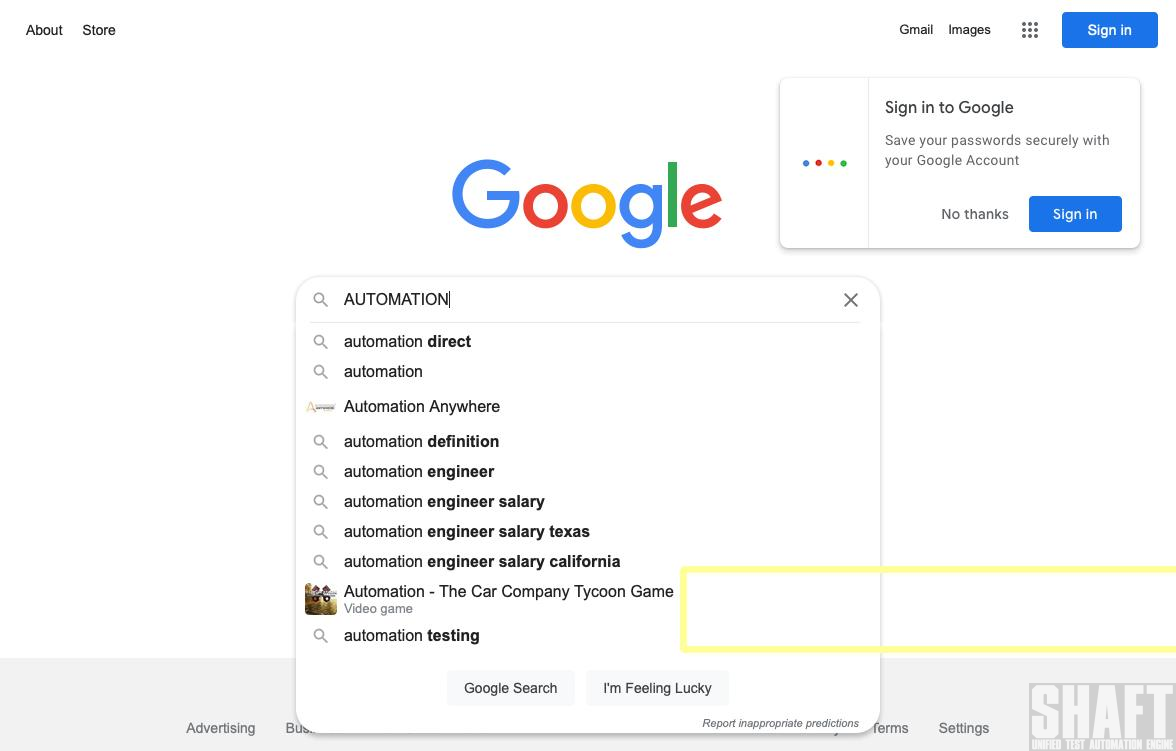 About Store
Gmail Images
Sign in
Sign in to Google
Save your passwords securely with
your Google Account
No thanks Sign in
Google
AUTOMATION
automation direct
automation
Automation Anywhere
automation definition
automation engineer
automation engineer salary
automation engineer salary texas
automation engineer salary california
Automation - The Car Company Tycoon Game
Video game
automation testing
Google Search I'm Feeling Lucky
Report inappropriate predictions
Advertising Terms Settings
SHAFT
UNIFIED TEST AUTOMATION ENGINE